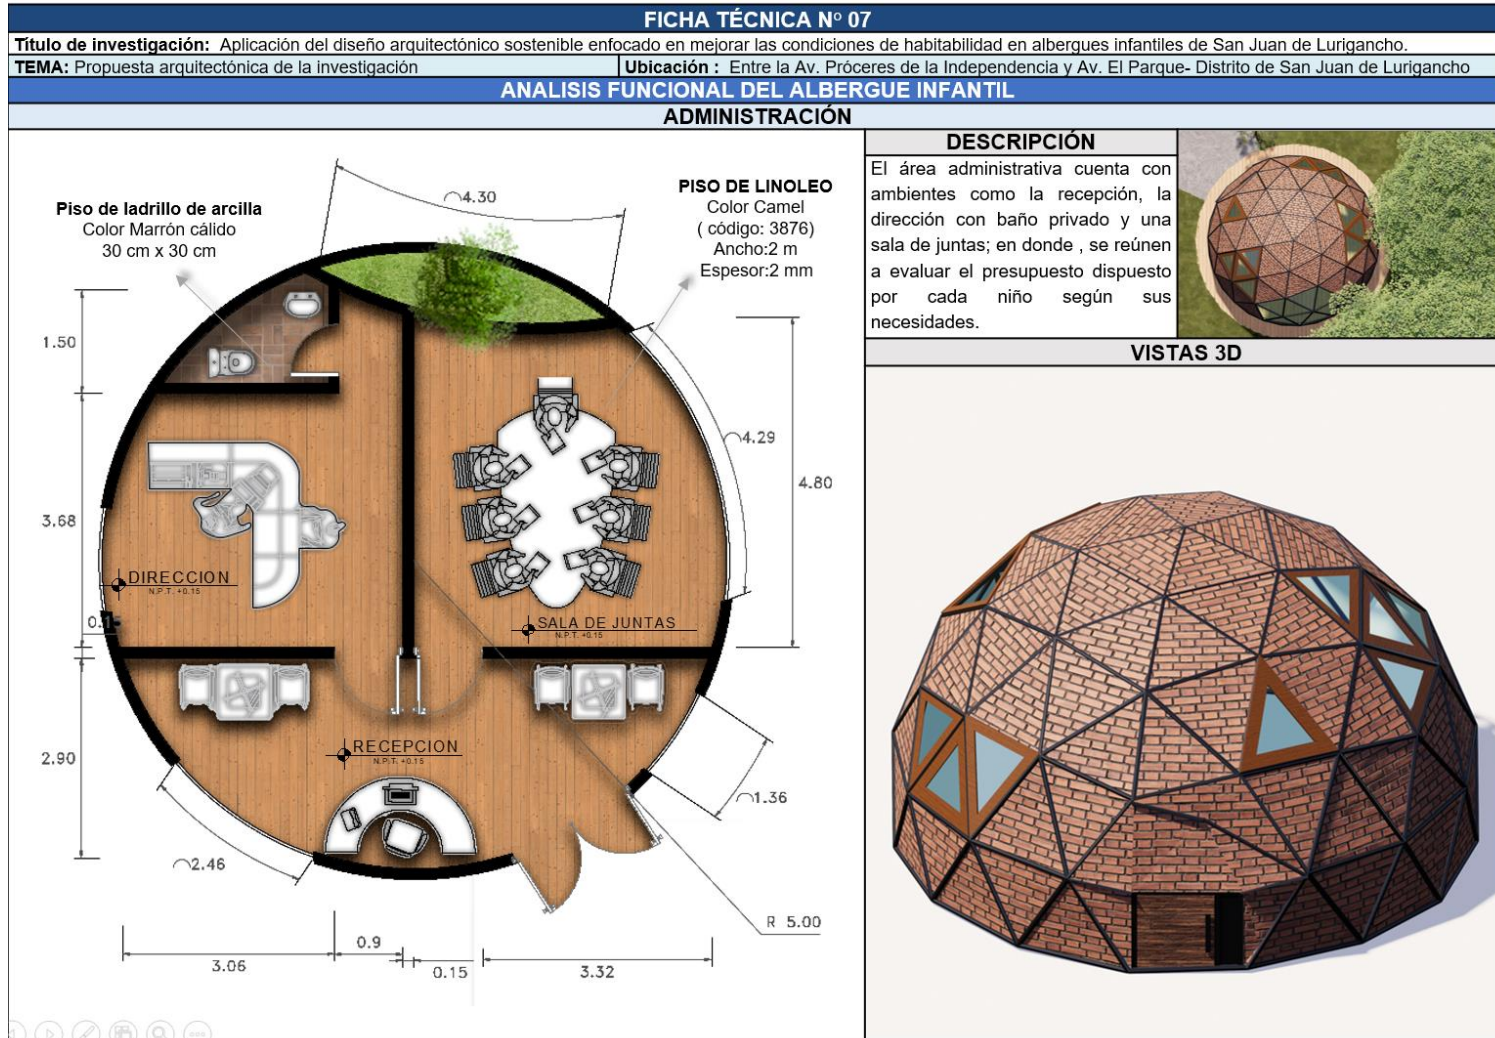 FICHA TÉCNICA Nº 07
Título de investigación: Aplicación del diseño arquitectónico sostenible enfocado en mejorar las condiciones de habitabilidad en albergues infantiles de San Juan de Lurigancho.
TEMA: Propuesta arquitectónica de la investigación
Ubicación : Entre la Av. Próceres de la Independencia y Av. El Parque- Distrito de San Juan de Lurigancho
ANALISIS FUNCIONAL DEL ALBERGUE INFANTIL
ADMINISTRACIÓN
Piso de ladrillo de arcilla
Color Marrón cálido
30 cm x 30 cm
4.30
PISO DE LINOLEO
Color Camel
( código: 3876)
Ancho:2 m
Espesor:2 mm
1.50
4.29
4.80
3.68
DIRECCION
N.P.T. +0.15
0.15
SALA DE JUNTAS
N.P.T. +0.15
RECEPCION
N.P.T. +0.15
2.90
1.36
2.46
R 5.00
3.06
0.9
0.15
3.32
DESCRIPCIÓN
El área administrativa cuenta con
ambientes como la recepción, la
dirección con baño privado y una
sala de juntas; en donde , se reúnen
a evaluar el presupuesto dispuesto
por cada niño según sus
necesidades.
VISTAS 3D